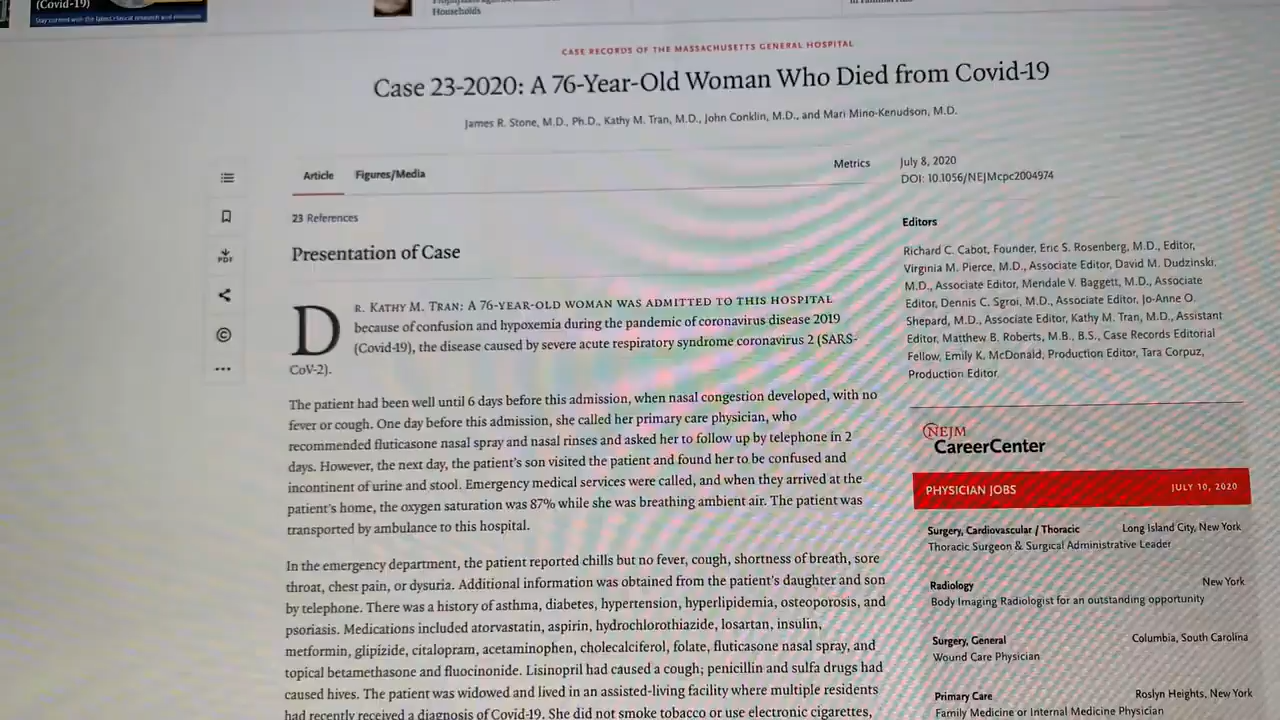 (Covid-19)
Stay current with the latest clinical research and
Households
CASE RECORDS OF THE MASSACHUSETTS GENERAL HOSPITAL
Case 23-2020: A 76-Year-Old Woman Who Died from Covid-19
James R. Stone, M.D., Ph.D., Kathy M. Tran, M.D., John Conklin, M.D., and Mari Mino-Kenudson, M.D.
Article Figures/Media
Metrics
23 References
Presentation of Case
DR. KATHY M. TRAN: A 76-YEAR-OLD WOMAN WAS ADMITTED TO THIS HOSPITAL
because of confusion and hypoxemia during the pandemic of coronavirus disease 2019
(Covid-19), the disease caused by severe acute respiratory syndrome coronavirus 2 (SARS-
CoV-2).
The patient had been well until 6 days before this admission, when nasal congestion developed, with no
fever or cough. One day before this admission, she called her primary care physician, who
recommended fluticasone nasal spray and nasal rinses and asked her to follow up by telephone in 2
days. However, the next day, the patient's son visited the patient and found her to be confused and
incontinent of urine and stool. Emergency medical services were called, and when they arrived at the
patient's home, the oxygen saturation was 87% while she was breathing ambient air. The patient was
transported by ambulance to this hospital.
In the emergency department, the patient reported chills but no fever, cough, shortness of breath, sore
throat, chest pain, or dysuria. Additional information was obtained from the patient's daughter and son
by telephone. There was a history of asthma, diabetes, hypertension, hyperlipidemia, osteoporosis, and
psoriasis. Medications included atorvastatin, aspirin, hydrochlorothiazide, losartan, insulin,
metformin, glipizide, citalopram, acetaminophen, cholecalciferol, folate, fluticasone nasal spray, and
topical betamethasone and fluocinonide. Lisinopril had caused a cough; penicillin and sulfa drugs had
caused hives. The patient was widowed and lived in an assisted-living facility where multiple residents
had recently received a diagnosis of Covid-19. She did not smoke tobacco or use electronic cigarettes,
PDF
July 8, 2020
DOI: 10.1056/NEJMcpc2004974
Editors
Richard C. Cabot, Founder, Eric S. Rosenberg, M.D., Editor,
Virginia M. Pierce, M.D., Associate Editor, David M. Dudzinski,
M.D., Associate Editor, Mendale V. Baggett, M.D., Associate
Editor, Dennis C. Sgroi, M.D., Associate Editor, Jo-Anne O.
Shepard, M.D., Associate Editor, Kathy M. Tran, M.D., Assistant
Editor, Matthew B. Roberts, M.B., B.S., Case Records Editorial
Fellow, Emily K. McDonald, Production Editor, Tara Corpuz,
Production Editor
NEJM
CareerCenter
PHYSICIAN JOBS JULY 10, 2020
Surgery, Cardiovascular / Thoracic Long Island City, New York
Thoracic Surgeon & Surgical Administrative Leader
Radiology New York
Body Imaging Radiologist for an outstanding opportunity
Surgery, General Columbia, South Carolina
Wound Care Physician
Primary Care Roslyn Heights, New York
Family Medicine or Internal Medicine Physician